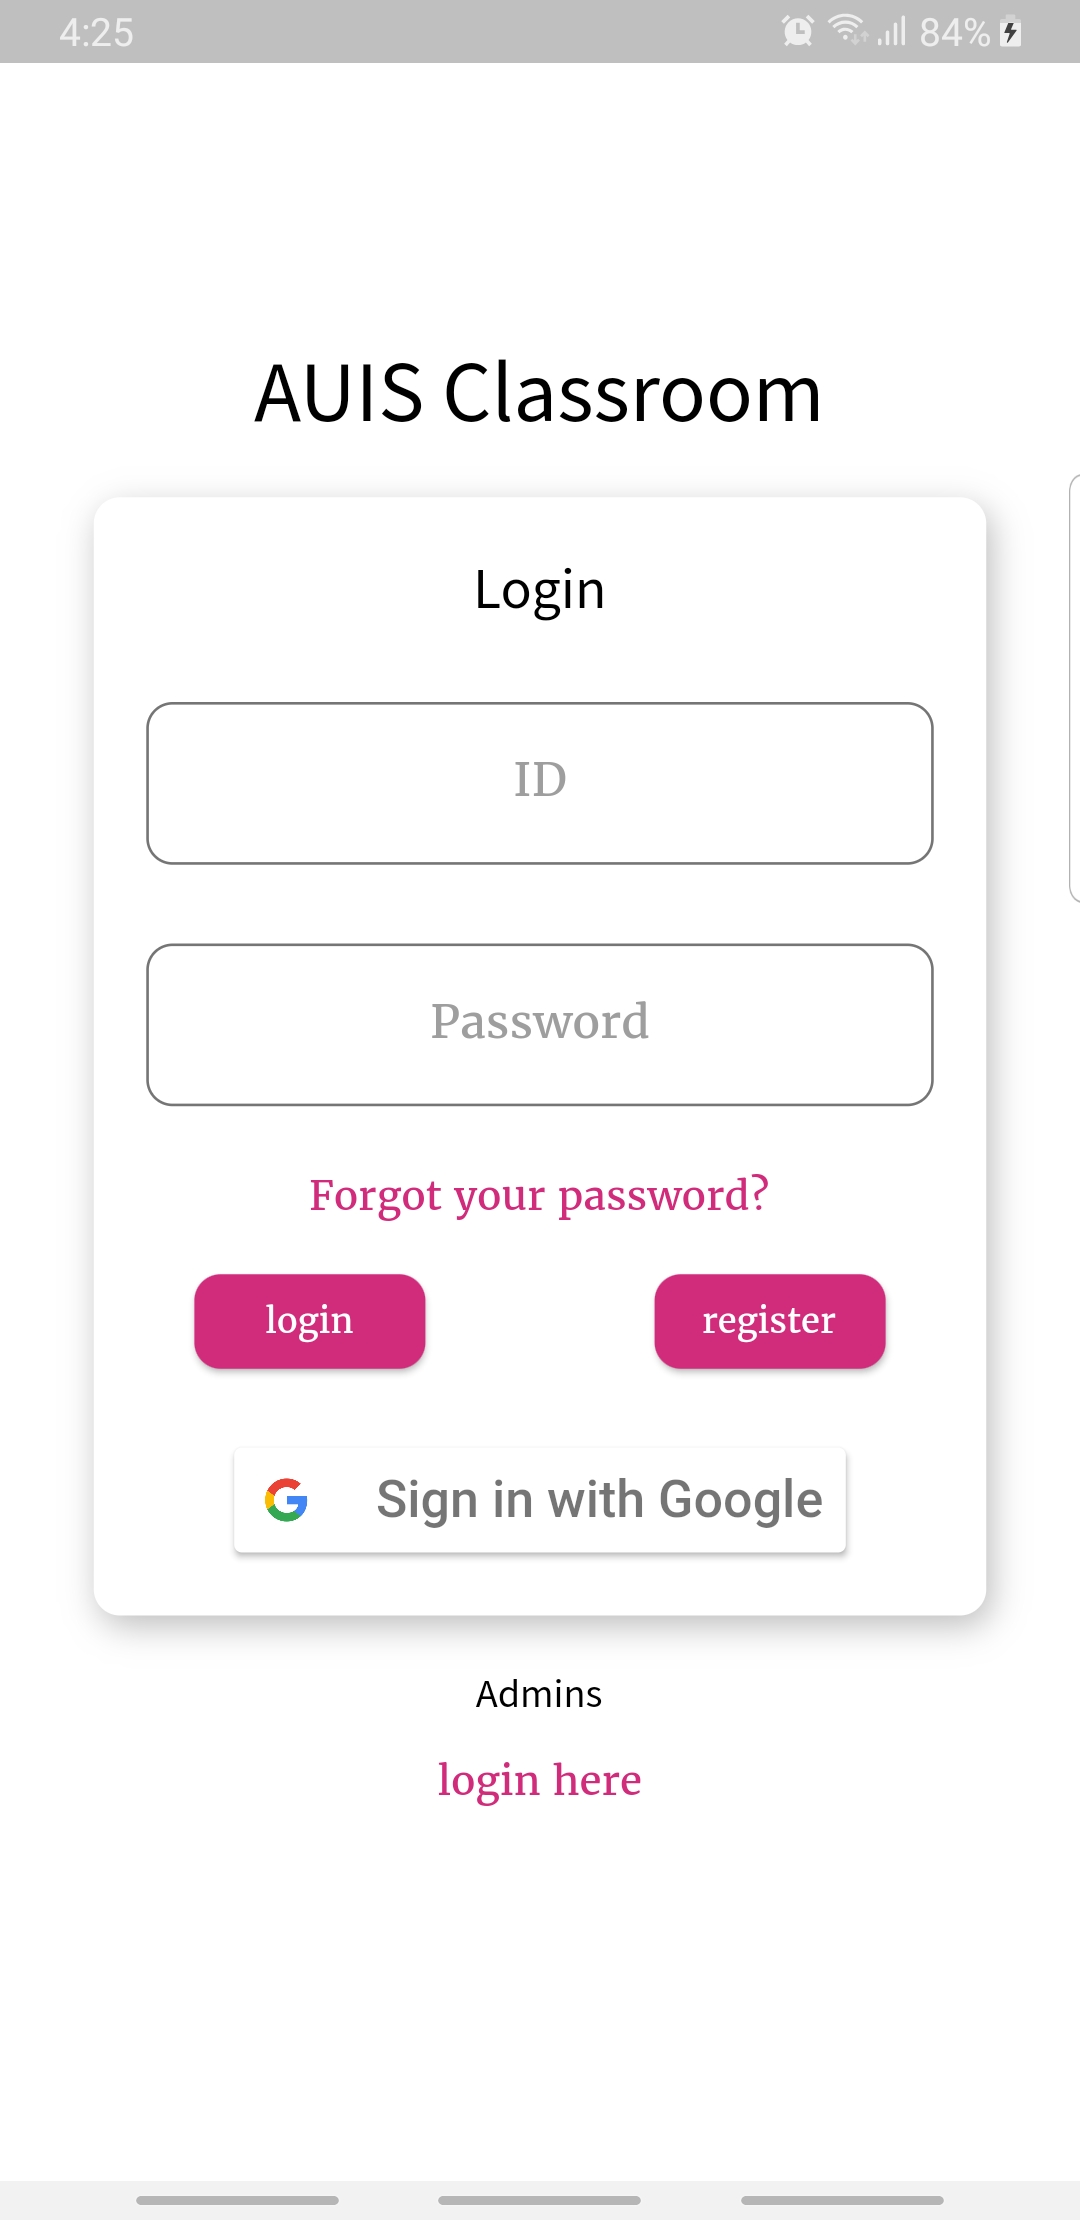 4:25 84%
AUIS Classroom
Login
ID
Password
Forgot your password?
login register
Sign in with Google
Admins
login here